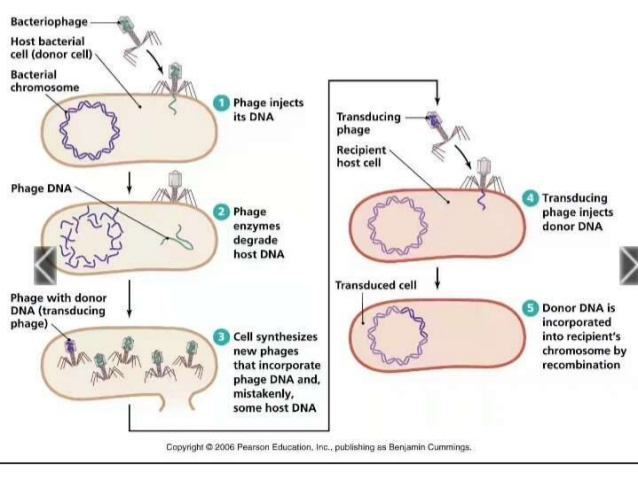 Bacteriophage
Host bacterial
cell (donor cell)
Bacterial
chromosome
1 Phage injects
its DNA
Phage DNA
2 Phage
enzymes
degrade
host DNA
Phage with donor
DNA (transducing
phage)
3 Cell synthesizes
new phages
that incorporate
phage DNA and,
mistakenly,
some host DNA
Transducing
phage
Recipient
host cell
4 Transducing
phage injects
donor DNA
Transduced cell
5 Donor DNA is
incorporated
into recipient's
chromosome by
recombination
Copyright © 2006 Pearson Education, Inc., publishing as Benjamin Cummings.